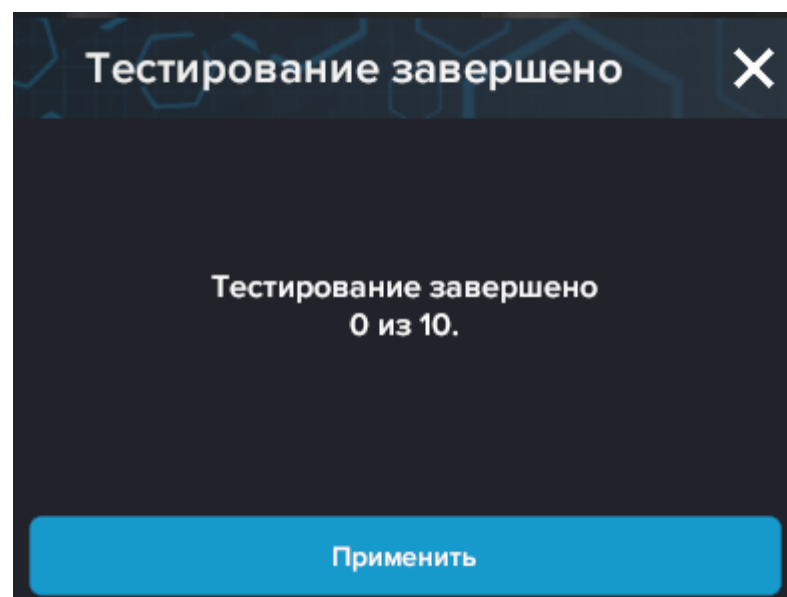 Тестирование завершено
Тестирование завершено
0 из 10.
Применить